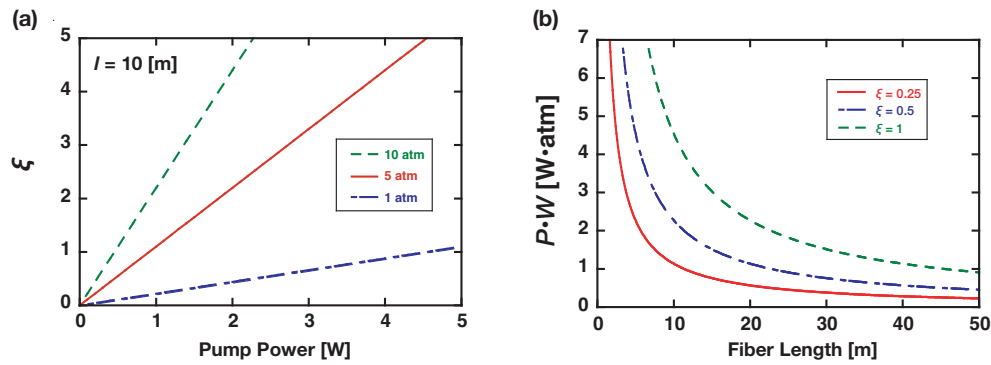 (a)
l = 10 [m]
ξ
5
4
3
2
1
0
10 atm
5 atm
1 atm
0 1 2 3 4 5
Pump Power [W]
(b)
P·W [W·atm]
7
6
5
4
3
2
1
0
ξ = 0.25
ξ = 0.5
ξ = 1
0 10 20 30 40 50
Fiber Length [m]